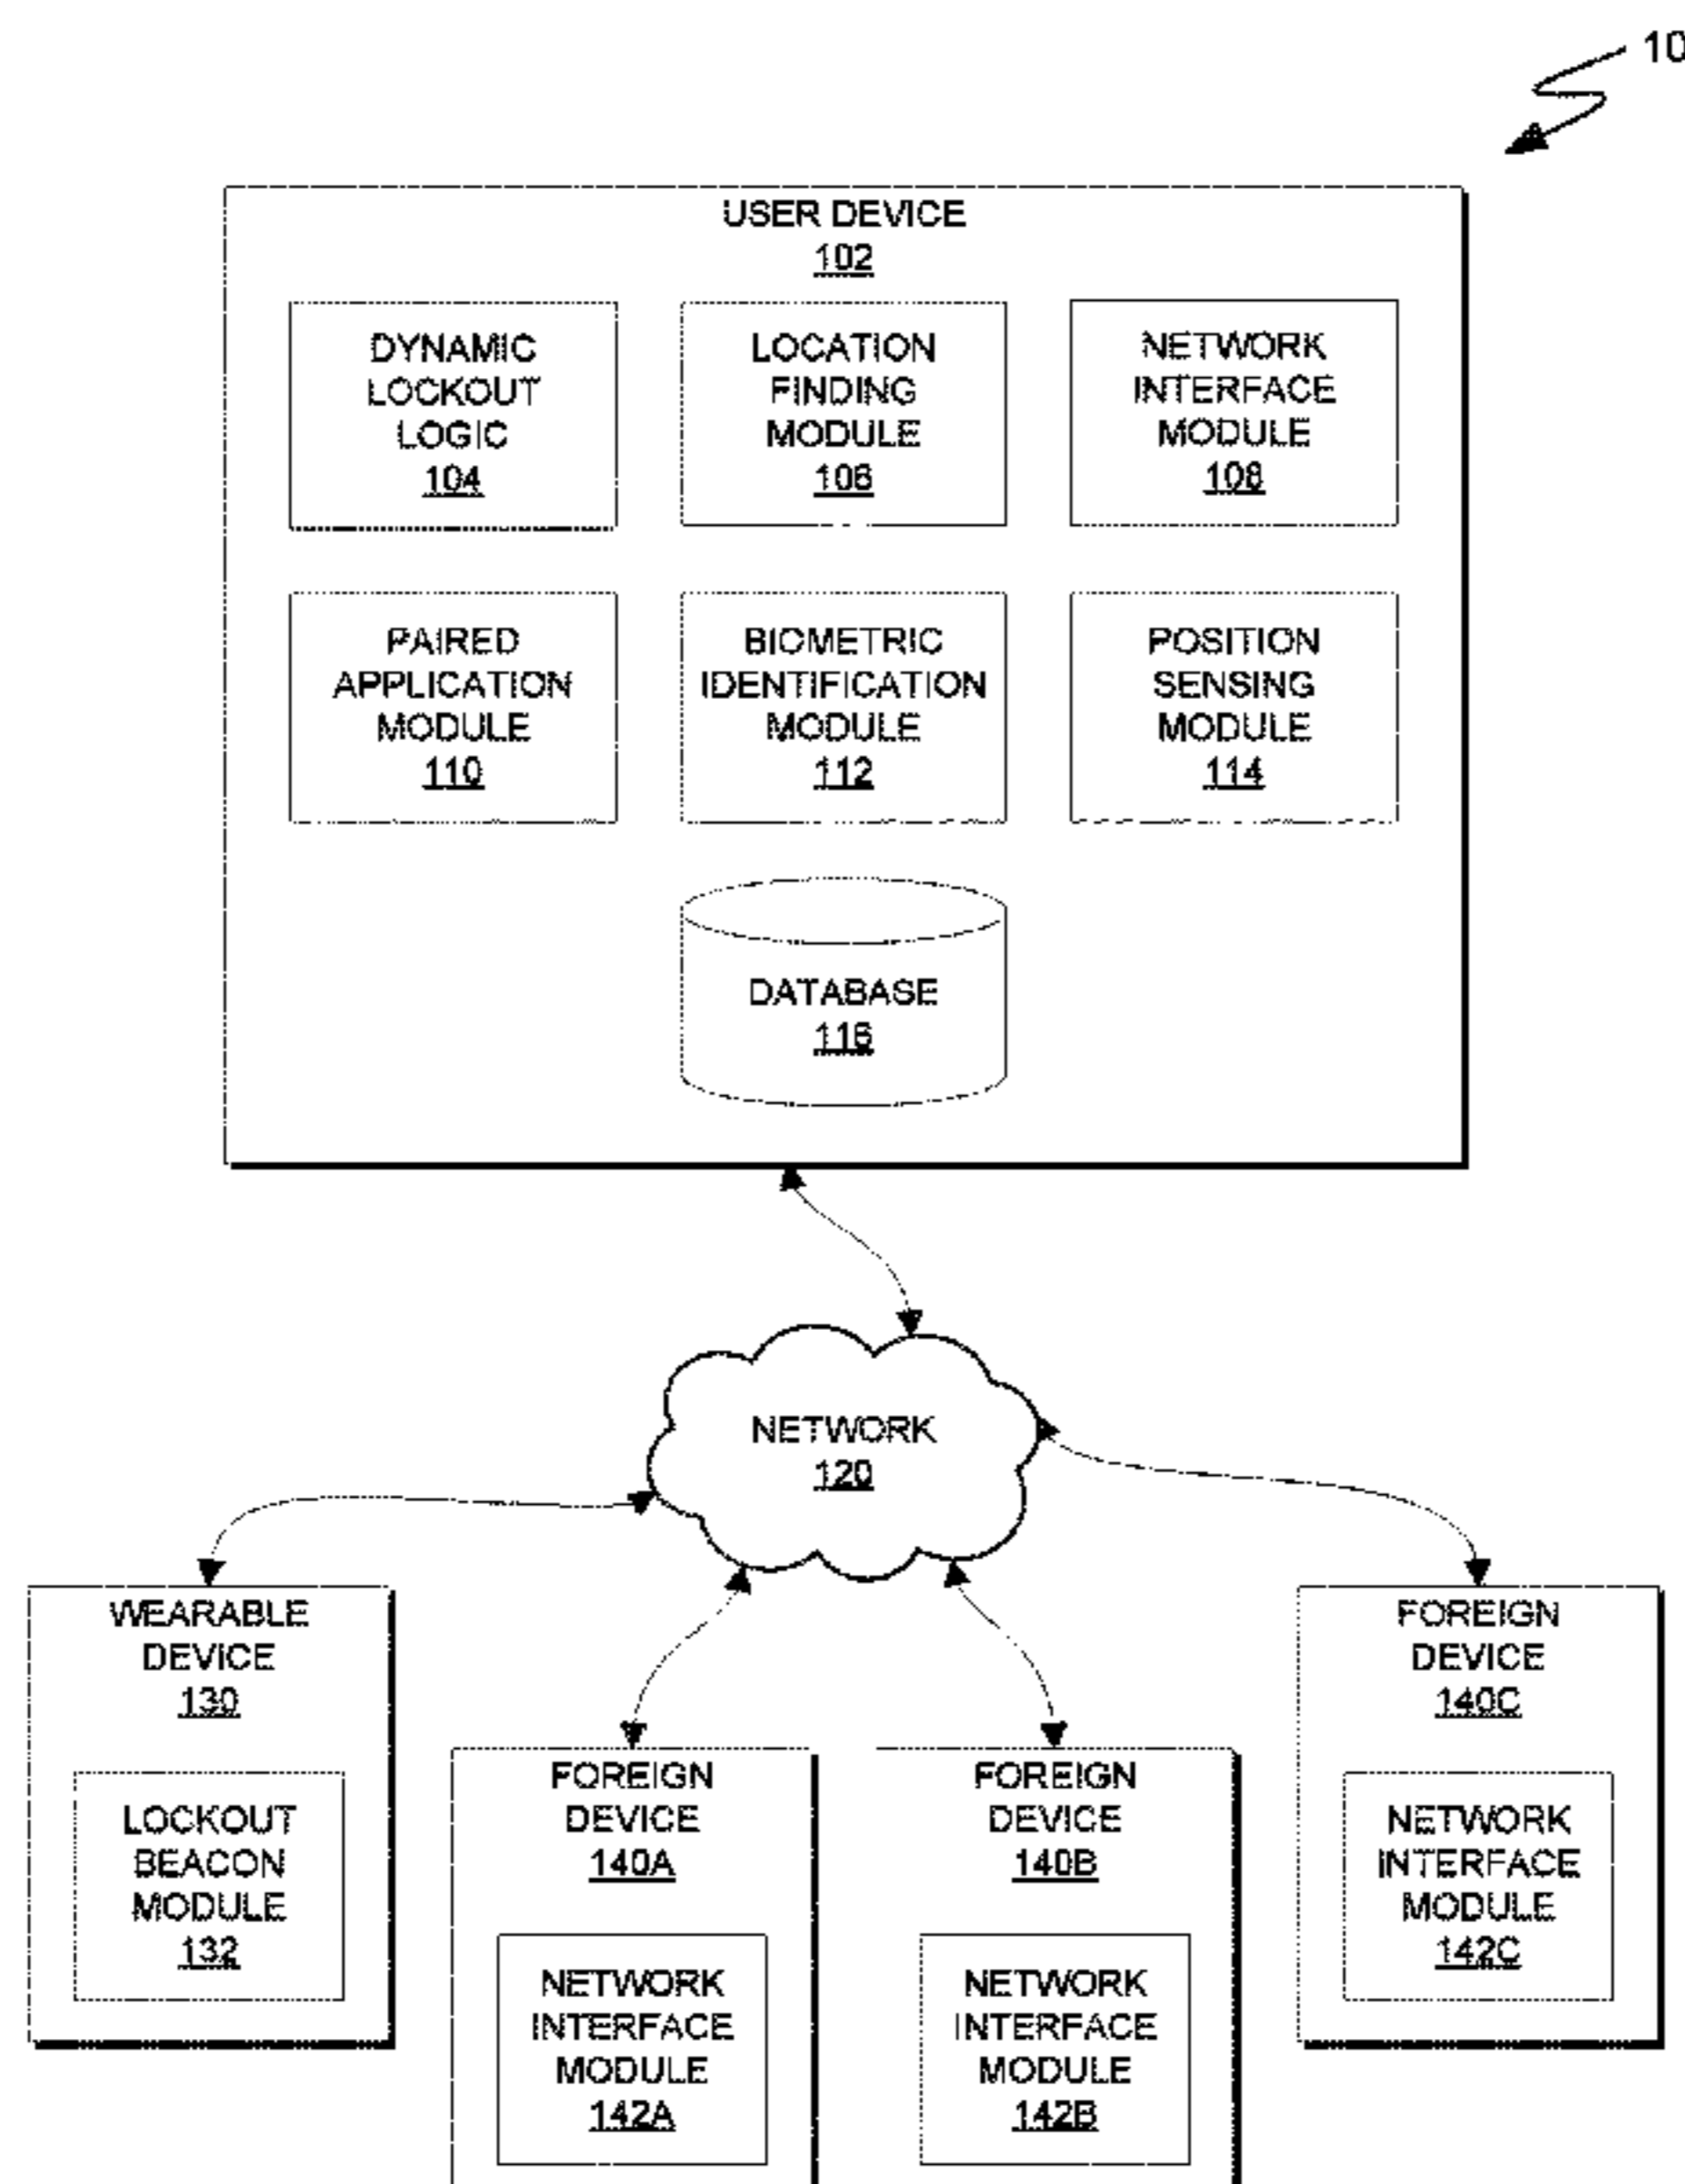 10
USER DEVICE
102
DYNAMIC
LOCKOUT
LOGIC
104
LOCATION
FINDING
MODULE
106
NETWORK
INTERFACE
MODULE
108
PAIRED
APPLICATION
MODULE
110
BIOMETRIC
IDENTIFICATION
MODULE
112
POSITION
SENSING
MODULE
114
DATABASE
116
NETWORK
120
WEARABLE
DEVICE
130
LOCKOUT
BEACON
MODULE
132
FOREIGN
DEVICE
140A
NETWORK
INTERFACE
MODULE
142A
FOREIGN
DEVICE
140B
NETWORK
INTERFACE
MODULE
142B
FOREIGN
DEVICE
140C
NETWORK
INTERFACE
MODULE
142C